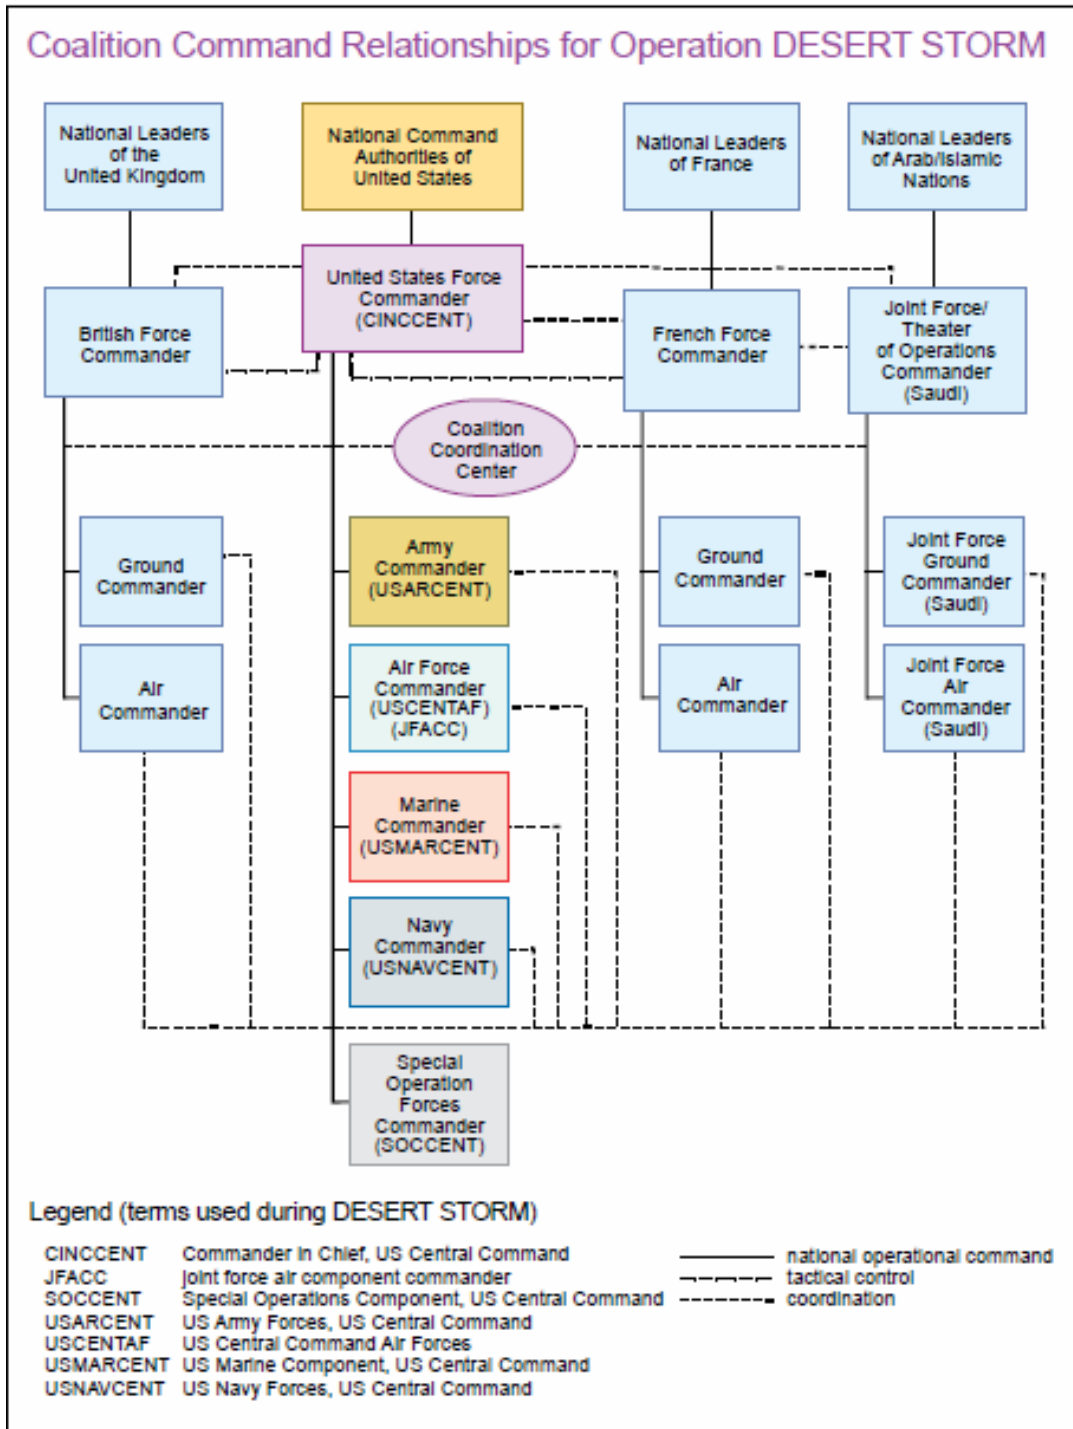 Coalition Command Relationships for Operation DESERT STORM
National Leaders
of the
United Kingdom
National Command
Authorities of
United States
National Leaders
of France
National Leaders
of Arab/Islamic
Nations
United States Force
Commander
(CINCCENT)
British Force
Commander
French Force
Commander
Joint Force/
Theater
of Operations
Commander
(Saudi)
Coalition
Coordination
Center
Ground
Commander
Army
Commander
(USARCENT)
Ground
Commander
Joint Force
Ground
Commander
(Saudi)
Air
Commander
Air Force
Commander
(USCENTAF)
(JFACC)
Air
Commander
Joint Force
Air
Commander
(Saudi)
Marine
Commander
(USMARCENT)
Navy
Commander
(USNAVCENT)
Special
Operation
Forces
Commander
(SOCCENT)
Legend (terms used during DESERT STORM)
CINCCENT Commander in Chief, US Central Command
JFACC joint force air component commander
SOCCENT Special Operations Component, US Central Command
USARCENT US Army Forces, US Central Command
USCENTAF US Central Command Air Forces
USMARCENT US Marine Component, US Central Command
USNAVCENT US Navy Forces, US Central Command
national operational command
tactical control
coordination